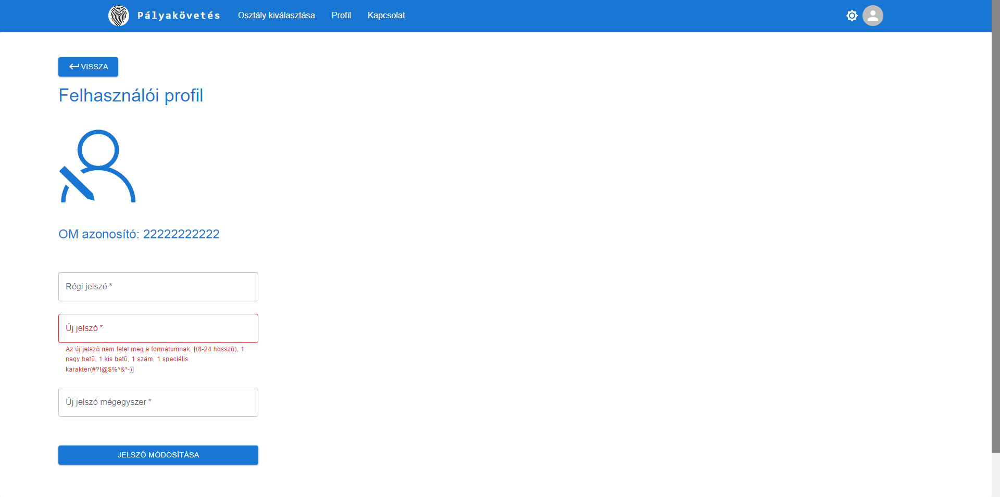 Pályakövetés
Osztály kiválasztása
Profil
Kapcsolat
VISSZA
Felhasználói profil
OM azonosító: 22222222222
Régi jelszó *
Új jelszó *
Az új jelszó nem felel meg a formátumnak. [(8-24 hosszú), 1
nagy betű, 1 kis betű, 1 szám, 1 speciális
karakter(#?!@$%^&*-)]
Új jelszó mégegyszer *
JELSZÓ MÓDOSÍTÁSA